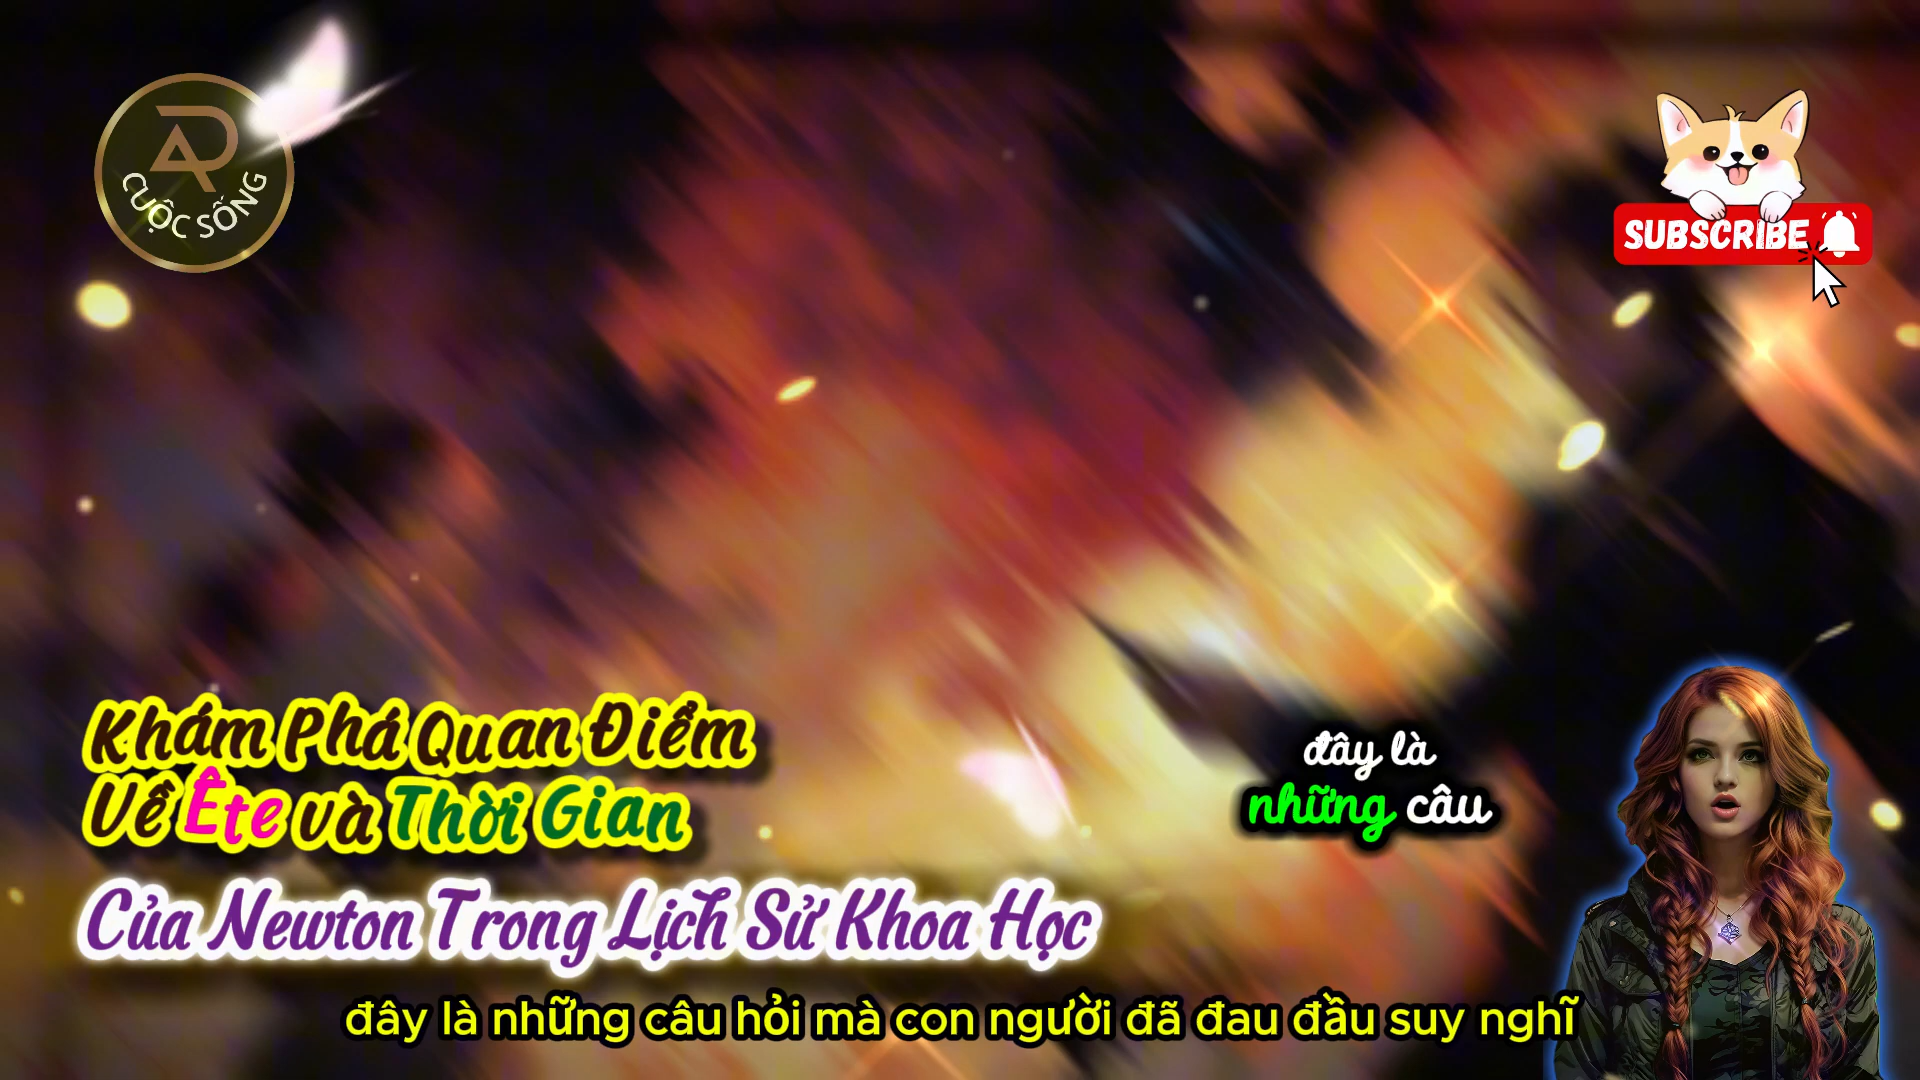 CUỘC SỐNG
SUBSCRIBE
Khám Phá Quan Điểm
Về Ête và Thời Gian
Của Newton Trong Lịch Sử Khoa Học
đây là
những câu
đây là những câu hỏi mà con người đã đau đầu suy nghĩ